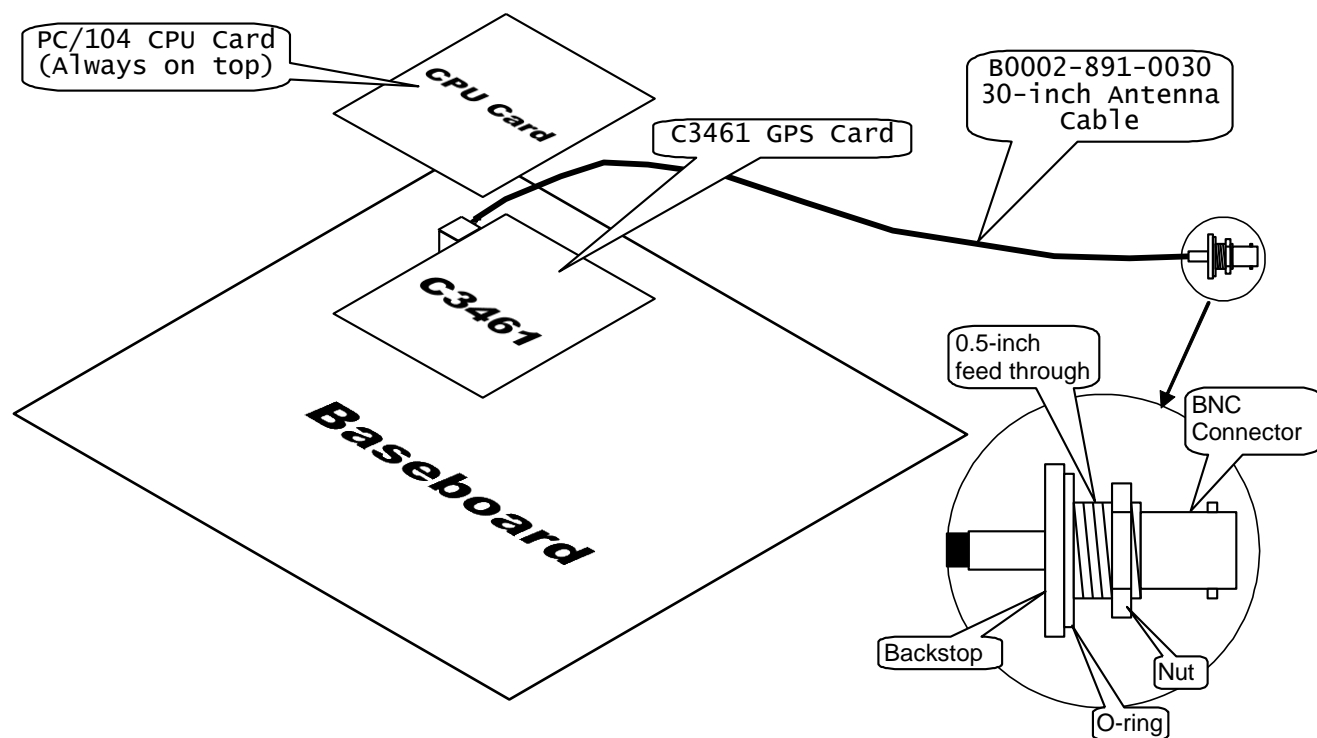 PC/104 CPU Card
(Always on top)
CPU Card
B0002-891-0030
30-inch Antenna
Cable
C3461 GPS Card
C3461
Baseboard
0.5-inch
feed through
BNC
Connector
Backstop
Nut
O-ring